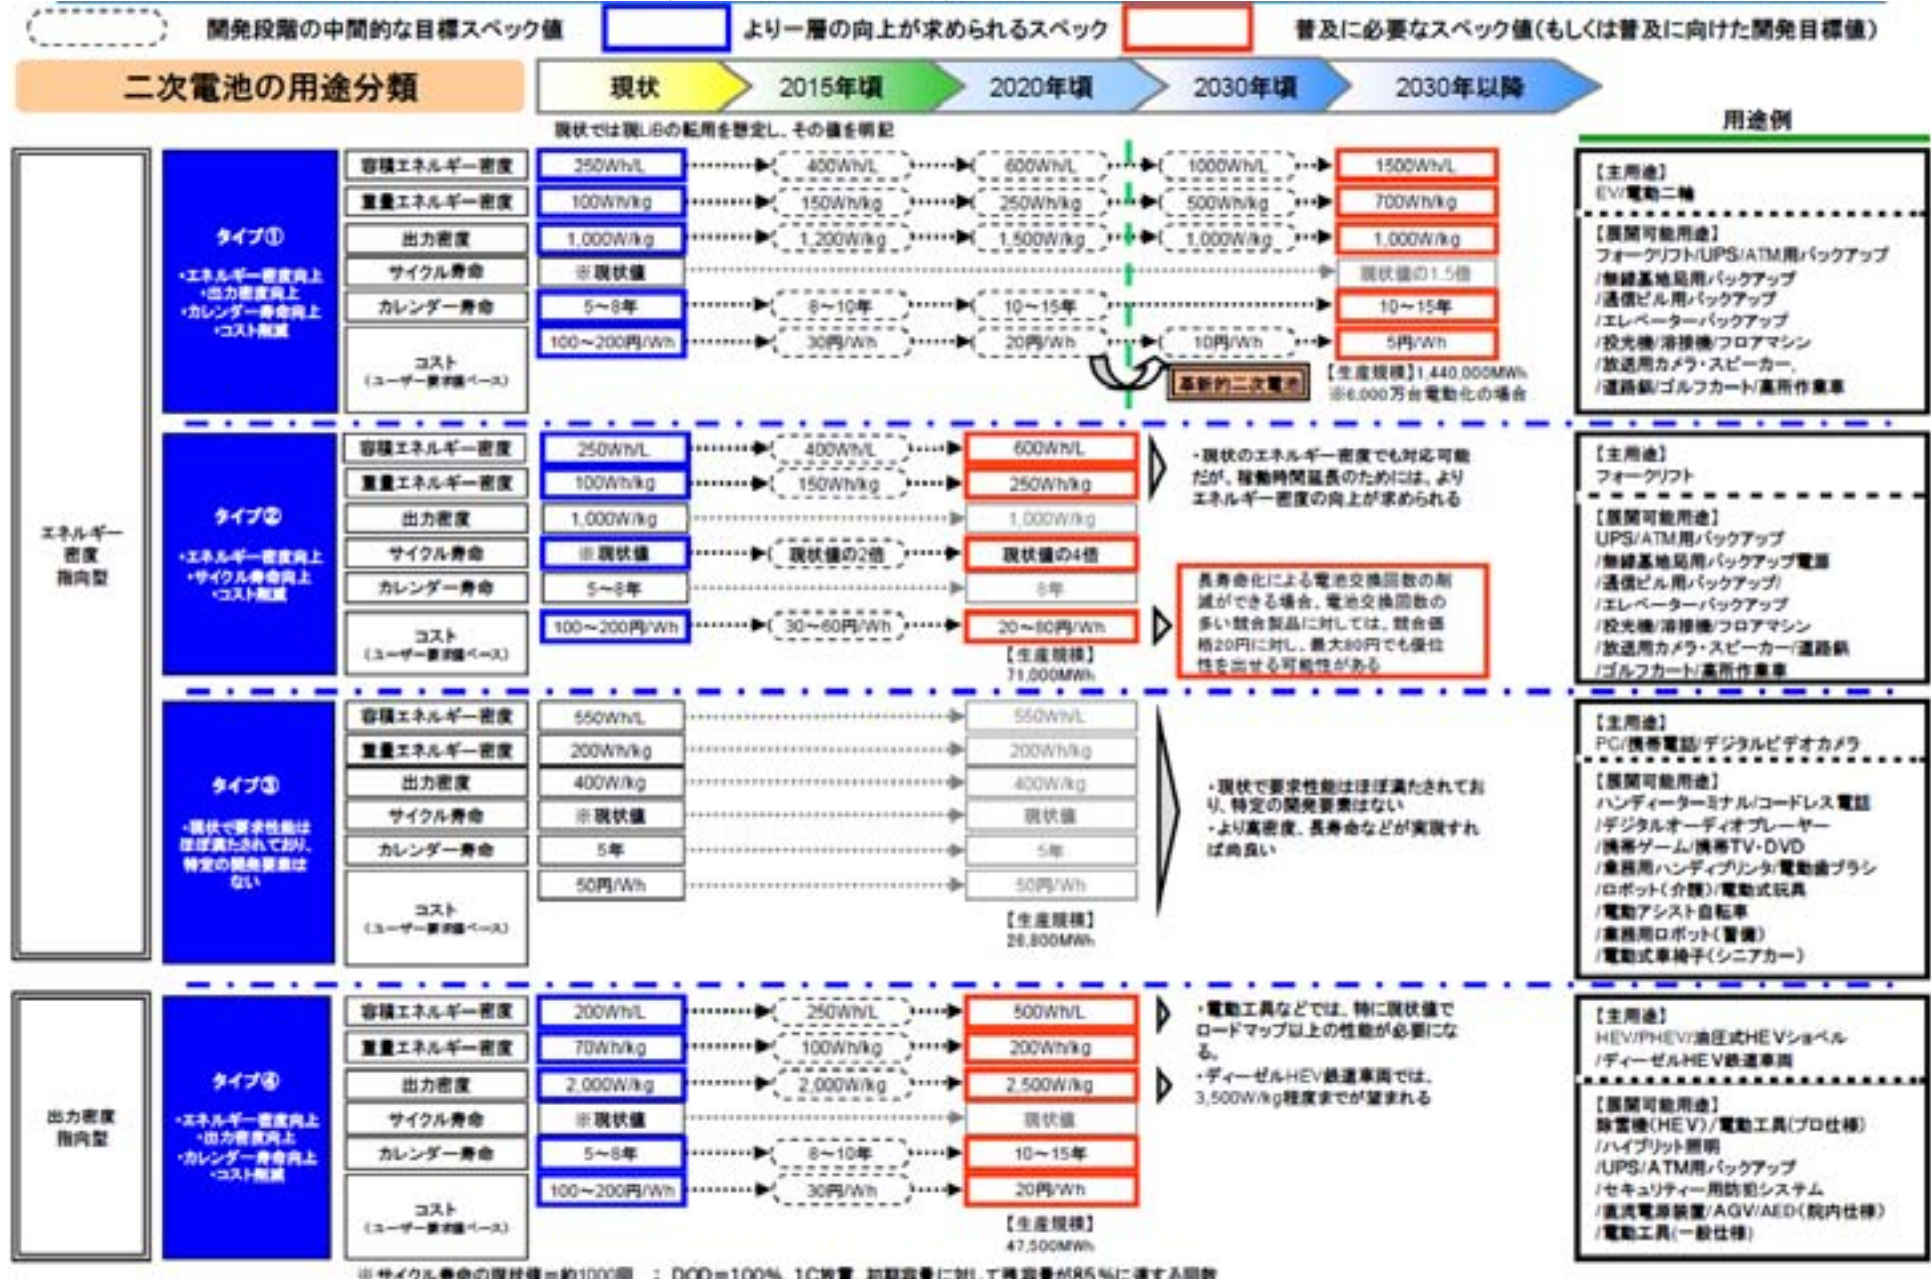 開発段階の中間的な目標スペック値
より一層の向上が求められるスペック
普及に必要なスペック値(もしくは普及に向けた開発目標値)
二次電池の用途分類
現状
2015年頃
2020年頃
2030年頃
2030年以降
現状では現LiBの転用を想定し、その値を明記
用途例
エネルギー
密度
指向型
タイプ①
・エネルギー密度向上
・出力密度向上
・カレンダー寿命向上
・コスト削減
容積エネルギー密度 250Wh/L 400Wh/L 600Wh/L 1000Wh/L 1500Wh/L
重量エネルギー密度 100Wh/kg 150Wh/kg 250Wh/kg 500Wh/kg 700Wh/kg
出力密度 1,000W/kg 1,200W/kg 1,500W/kg 1,000W/kg 1,000W/kg
サイクル寿命 ※現状値 現状値の1.5倍
カレンダー寿命 5~8年 8~10年 10~15年 10~15年
コスト 100~200円/Wh 30円/Wh 20円/Wh 10円/Wh 5円/Wh
(ユーザー要求値ベース)
革新的二次電池
【生産規模】1,440,000MWh
※6,000万台電動化の場合
【主用途】
EV/電動二輪
【展開可能用途】
フォークリフト/UPS/ATM用バックアップ
/無線基地局用バックアップ
/通信ビル用バックアップ
/エレベーターバックアップ
/投光機/溶接機/フロアマシン
/放送用カメラ・スピーカー、
/道路鋲/ゴルフカート/高所作業車
タイプ②
・エネルギー密度向上
・サイクル寿命向上
・コスト削減
容積エネルギー密度 250Wh/L 400Wh/L 600Wh/L
重量エネルギー密度 100Wh/kg 150Wh/kg 250Wh/kg
出力密度 1,000W/kg 1,000W/kg
サイクル寿命 ※現状値 現状値の2倍 現状値の4倍
カレンダー寿命 5~8年 8年
コスト 100~200円/Wh 30~60円/Wh 20~80円/Wh
(ユーザー要求値ベース)
【生産規模】
71,000MWh
・現状のエネルギー密度でも対応可能
だが、稼働時間延長のためには、より
エネルギー密度の向上が求められる
長寿命化による電池交換回数の削
減ができる場合、電池交換回数の
多い競合製品に対しては、競合価
格20円に対し、最大80円でも優位
性を出せる可能性がある
【主用途】
フォークリフト
【展開可能用途】
UPS/ATM用バックアップ
/無線基地局用バックアップ電源
/通信ビル用バックアップ/
/エレベーターバックアップ
/投光機/溶接機/フロアマシン
/放送用カメラ・スピーカー/道路鋲
/ゴルフカート/高所作業車
タイプ③
・現状で要求性能は
ほぼ満たされており、
特定の開発要素は
ない
容積エネルギー密度 550Wh/L 550Wh/L
重量エネルギー密度 200Wh/kg 200Wh/kg
出力密度 400W/kg 400W/kg
サイクル寿命 ※現状値 現状値
カレンダー寿命 5年 5年
コスト 50円/Wh 50円/Wh
(ユーザー要求値ベース)
【生産規模】
26,800MWh
・現状で要求性能はほぼ満たされてお
り、特定の開発要素はない
・より高密度、長寿命などが実現すれ
ば尚良い
【主用途】
PC/携帯電話/デジタルビデオカメラ
【展開可能用途】
ハンディーターミナル/コードレス電話
/デジタルオーディオプレーヤー
/携帯ゲーム/携帯TV・DVD
/業務用ハンディプリンタ/電動歯ブラシ
/ロボット(介護)/電動式玩具
/電動アシスト自転車
/業務用ロボット(警備)
/電動式車椅子(シニアカー)
出力密度
指向型
タイプ④
・エネルギー密度向上
・出力密度向上
・カレンダー寿命向上
・コスト削減
容積エネルギー密度 200Wh/L 250Wh/L 500Wh/L
重量エネルギー密度 70Wh/kg 100Wh/kg 200Wh/kg
出力密度 2,000W/kg 2,000W/kg 2,500W/kg
サイクル寿命 ※現状値 現状値
カレンダー寿命 5~8年 8~10年 10~15年
コスト 100~200円/Wh 30円/Wh 20円/Wh
(ユーザー要求値ベース)
【生産規模】
47,500MWh
・電動工具などでは、特に現状値で
ロードマップ以上の性能が必要にな
る。
・ディーゼルHEV鉄道車両では、
3,500W/kg程度までが望まれる
【主用途】
HEV/PHEV/油圧式HEVショベル
/ディーゼルHEV鉄道車両
【展開可能用途】
除雪機(HEV)/電動工具(プロ仕様)
/ハイブリット照明
/UPS/ATM用バックアップ
/セキュリティー用防犯システム
/直流電源装置/AGV/AED(院内仕様)
/電動工具(一般仕様)
※サイクル寿命の現状値=約1000回 ; DOD=100%、1C放電、初期容量に対して残容量が85%に達する回数